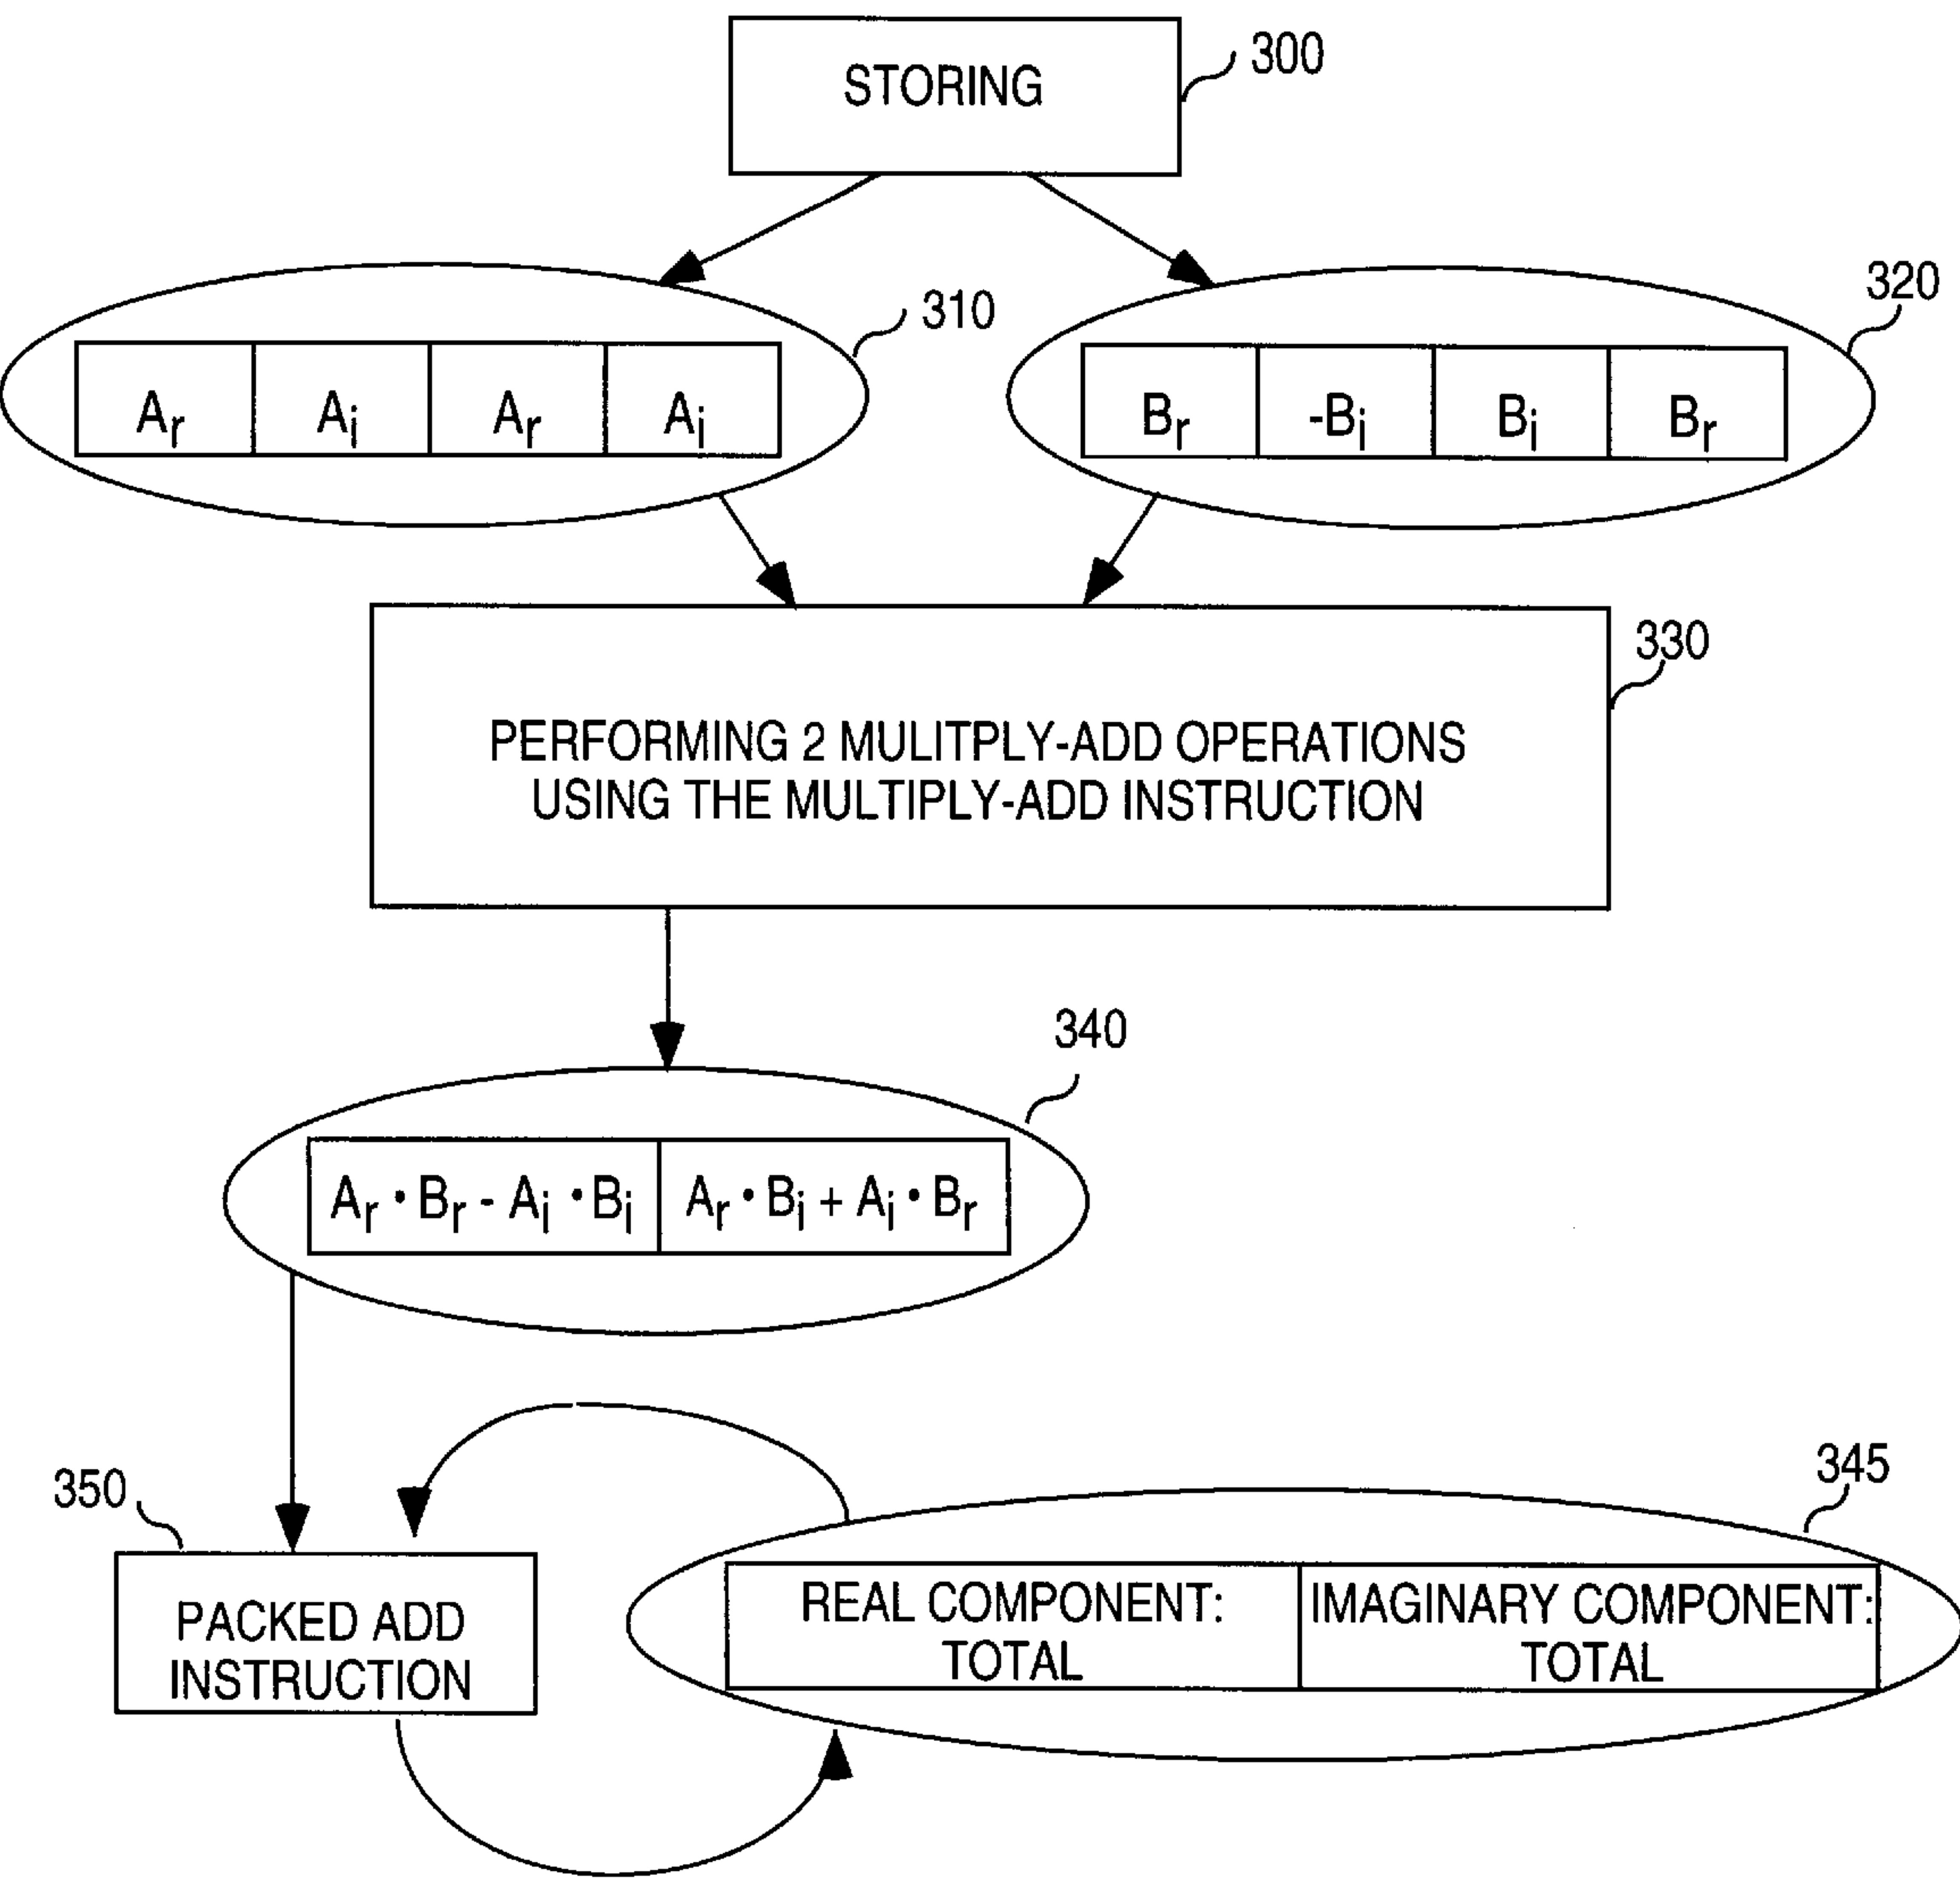 STORING
300
310
320
Ar Ai Ar Ai
Br -Bi Bi Br
330
PERFORMING 2 MULITPLY-ADD OPERATIONS
USING THE MULTIPLY-ADD INSTRUCTION
340
Ar • Br - Ai • Bi
Ar • Bi + Ai • Br
350
PACKED ADD
INSTRUCTION
345
REAL COMPONENT:
TOTAL
IMAGINARY COMPONENT:
TOTAL